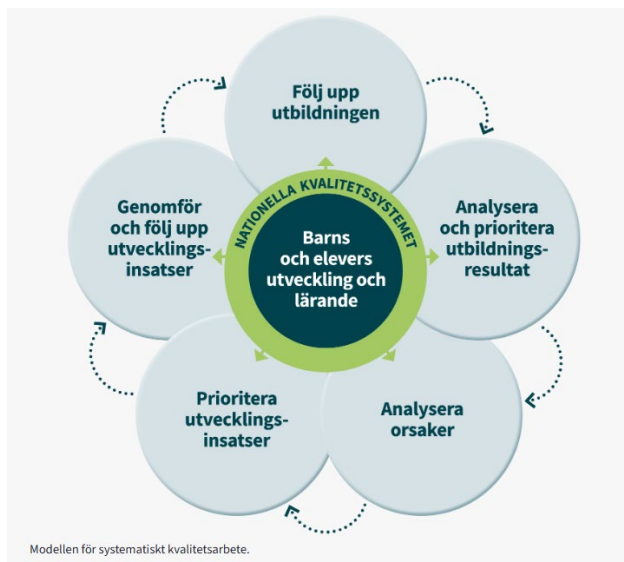 Följ upp
utbildningen
Analysera
och prioritera
utbildnings-
resultat
Analysera
orsaker
Prioritera
utvecklings-
insatser
Genomför
och följ upp
utvecklings-
insatser
NATIONELLA KVALITETSSYSTEMET
Barns
och elevers
utveckling och
lärande
Modellen för systematiskt kvalitetsarbete.